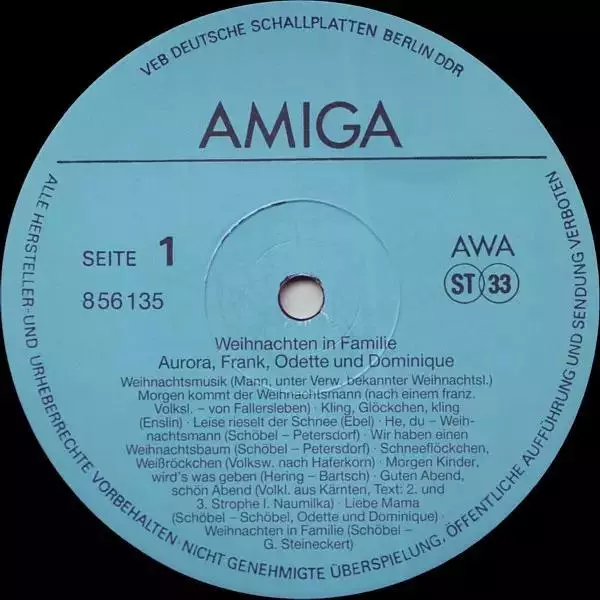 VEB DEUTSCHE SCHALLPLATTEN BERLIN DDR
AMIGA
SEITE 1
AWA
856135
ST 33
Weihnachten in Familie
Aurora, Frank, Odette und Dominique
Weihnachtsmusik (Mann, unter Verw. bekannter Weihnachtsl.)
Morgen kommt der Weihnachtsmann (nach einem franz.
Volksl. – von Fallersleben) · Kling, Glöckchen, kling
(Enslin) · Leise rieselt der Schnee (Ebel) · He, du – Weih-
nachtsmann (Schöbel – Petersdorf) · Wir haben einen
Weihnachtsbaum (Schöbel – Petersdorf) · Schneeflöckchen,
Weißröckchen (Volksw. nach Haferkorn) · Morgen Kinder,
wird's was geben (Hering – Bartsch) · Guten Abend,
schön Abend (Volkl. aus Kärnten, Text: 2. und
3. Strophe I. Naumilka) · Liebe Mama
(Schöbel – Schöbel, Odette und Dominique) ·
Weihnachten in Familie (Schöbel –
G. Steineckert)
ALLE HERSTELLER- UND URHEBERRECHTE VORBEHALTEN · NICHT GENEHMIGTE ÜBERSPIELUNG, ÖFFENTLICHE AUFFÜHRUNG UND SENDUNG VERBOTEN